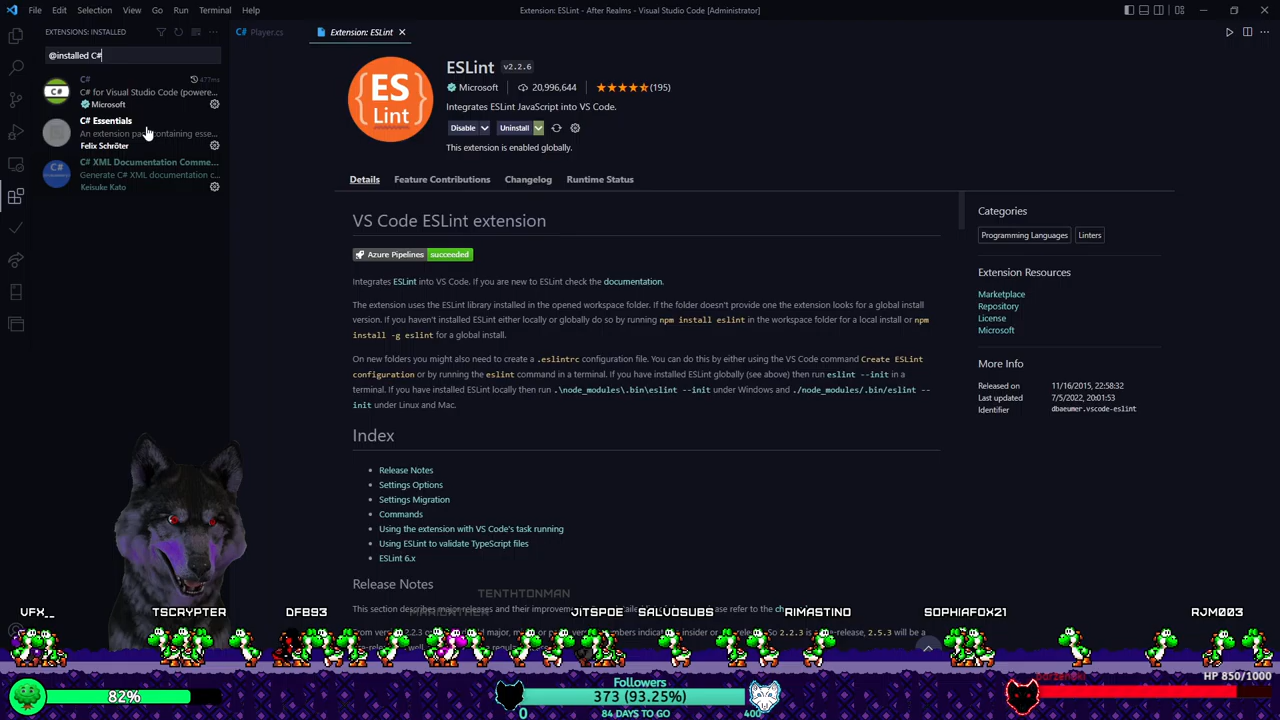 File Edit Selection View Go Run Terminal Help
Extension: ESLint - After Realms - Visual Studio Code [Administrator]
EXTENSIONS: INSTALLED
C# Player.cs
Extension: ESLint
@installed C#
C#
477ms
C# for Visual Studio Code (powere...
Microsoft
C# Essentials
An extension pack containing esse...
Felix Schröter
C# XML Documentation Comme...
Generate C# XML documentation c...
Keisuke Kato
ES
Lint
ESLint v2.2.6
Microsoft 20,996,644 (195)
Integrates ESLint JavaScript into VS Code.
Disable Uninstall
This extension is enabled globally.
Details Feature Contributions Changelog Runtime Status
VS Code ESLint extension
Azure Pipelines succeeded
Integrates ESLint into VS Code. If you are new to ESLint check the documentation.
The extension uses the ESLint library installed in the opened workspace folder. If the folder doesn't provide one the extension looks for a global install
version. If you haven't installed ESLint either locally or globally do so by running npm install eslint in the workspace folder for a local install or npm
install -g eslint for a global install.
On new folders you might also need to create a .eslintrc configuration file. You can do this by either using the VS Code command Create ESLint
configuration or by running the eslint command in a terminal. If you have installed ESLint globally (see above) then run eslint --init in a
terminal. If you have installed ESLint locally then run .\node_modules\.bin\eslint --init under Windows and ./node_modules/.bin/eslint --
init under Linux and Mac.
Index
Release Notes
Settings Options
Settings Migration
Commands
Using the extension with VS Code's task running
Using ESLint to validate TypeScript files
ESLint 6.x
Release Notes
Categories
Programming Languages Linters
Extension Resources
Marketplace
Repository
License
Microsoft
More Info
Released on 11/16/2015, 22:58:32
Last updated 7/5/2022, 20:01:53
Identifier dbaeumer.vscode-eslint
TENTHTONMAN
VFX__ TSCRYPTER DFB93 JITSPOE SALVOSUBS RIMASTINO SOPHIAFOX21 RJM003
82%
Followers
373 (93.25%)
0 84 DAYS TO GO 400
HP 850/1000